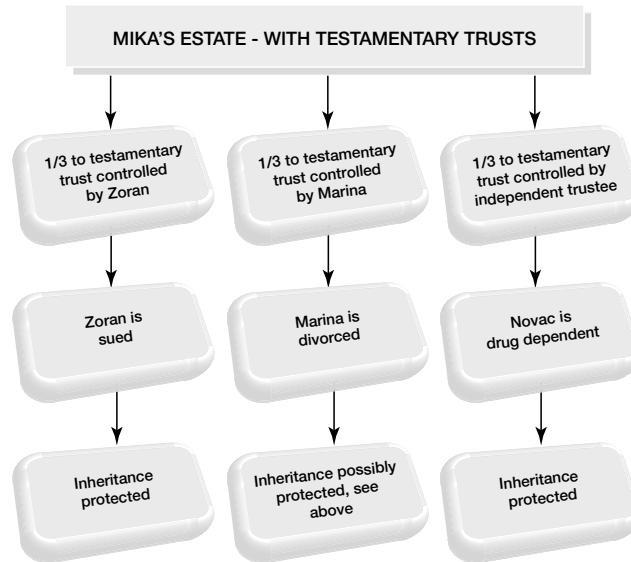 MIKA'S ESTATE - WITH TESTAMENTARY TRUSTS
1/3 to testamentary
trust controlled
by Zoran
1/3 to testamentary
trust controlled
by Marina
1/3 to testamentary
trust controlled by
independent trustee
Zoran is
sued
Marina is
divorced
Novac is
drug dependent
Inheritance
protected
Inheritance possibly
protected, see
above
Inheritance
protected